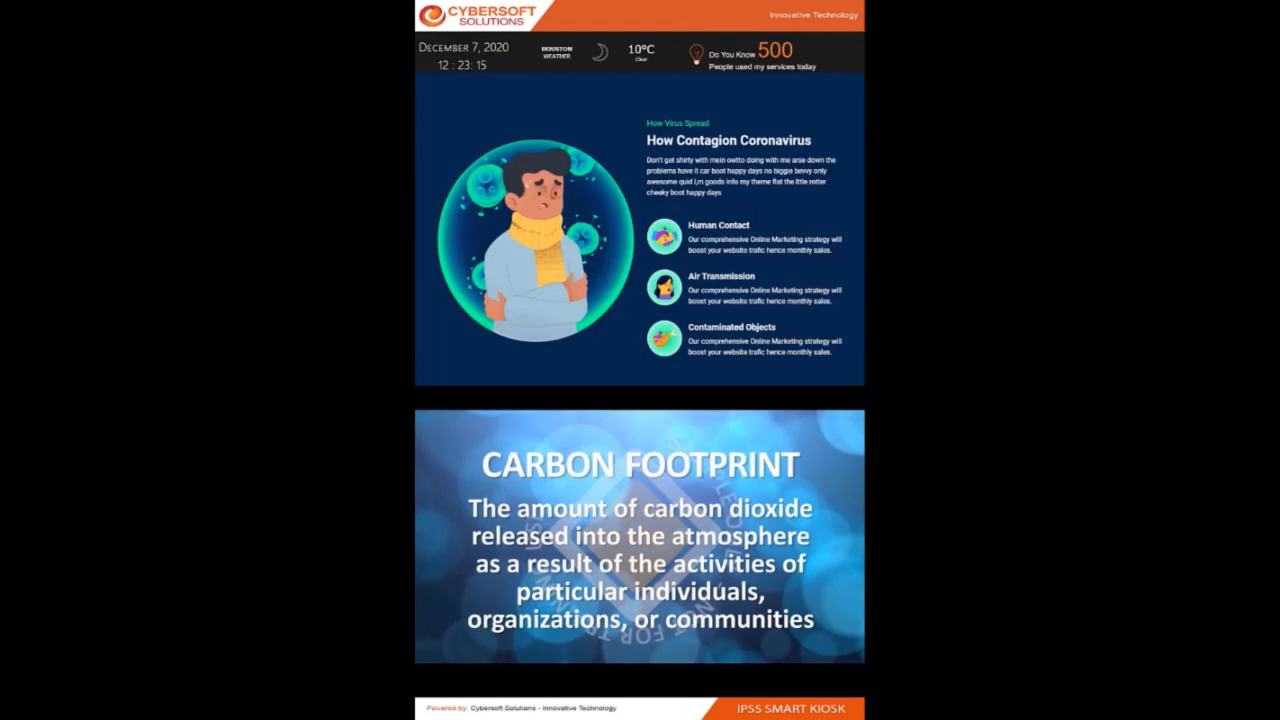 CYBERSOFT
SOLUTIONS
Innovative Technology
DECEMBER 7, 2020
12 : 23: 15
HOUSTON
WEATHER
10°C
Clear
Do You Know 500
People used my services today
How Virus Spread
How Contagion Coronavirus
Don't get shirty with mein owtto doing with me arse down the
problems have it car boot happy days no biggie bevvy only
awesome quid I,m goods info my theme flat the little rotter
cheeky boot happy days
Human Contact
Our comprehensive Online Marketing strategy will
boost your website trafic hence monthly sales.
Air Transmission
Our comprehensive Online Marketing strategy will
boost your website trafic hence monthly sales.
Contaminated Objects
Our comprehensive Online Marketing strategy will
boost your website trafic hence monthly sales.
CARBON FOOTPRINT
The amount of carbon dioxide
released into the atmosphere
as a result of the activities of
particular individuals,
organizations, or communities
Powered by: Cybersoft Solutions - Innovative Technology
IPSS SMART KIOSK